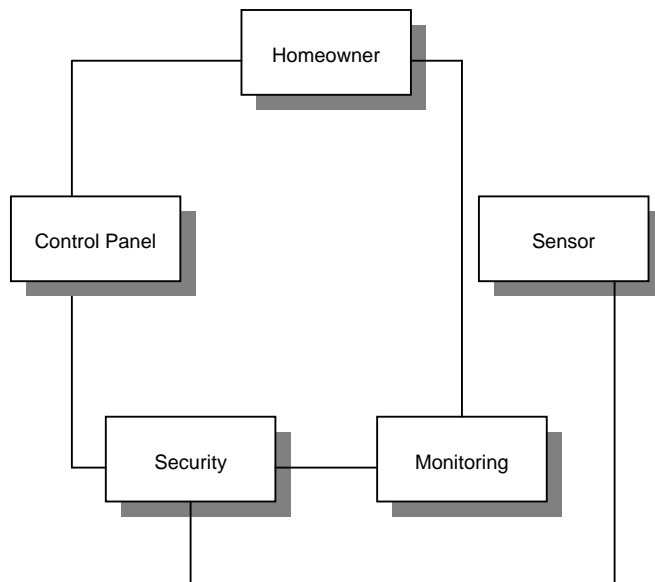 Homeowner
Control Panel
Sensor
Security
Monitoring